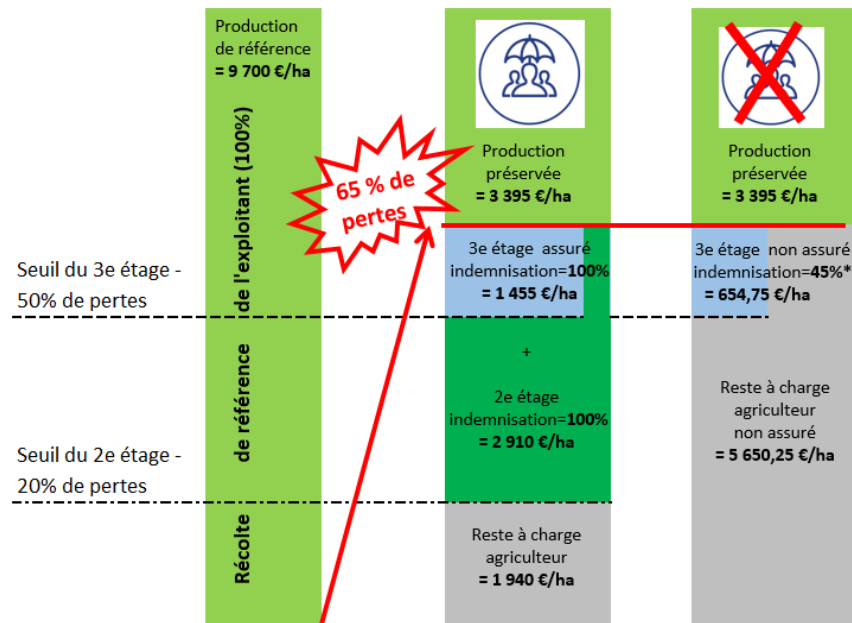 Production
de référence
= 9 700 €/ha
Récolte de référence de l'exploitant (100%)
65 % de
pertes
Seuil du 3e étage -
50% de pertes
Seuil du 2e étage -
20% de pertes
Production
préservée
= 3 395 €/ha
3e étage assuré
indemnisation=100%
= 1 455 €/ha
+
2e étage
indemnisation=100%
= 2 910 €/ha
Reste à charge
agriculteur
= 1 940 €/ha
Production
préservée
= 3 395 €/ha
3e étage non assuré
indemnisation=45%*
= 654,75 €/ha
Reste à charge
agriculteur
non assuré
= 5 650,25 €/ha